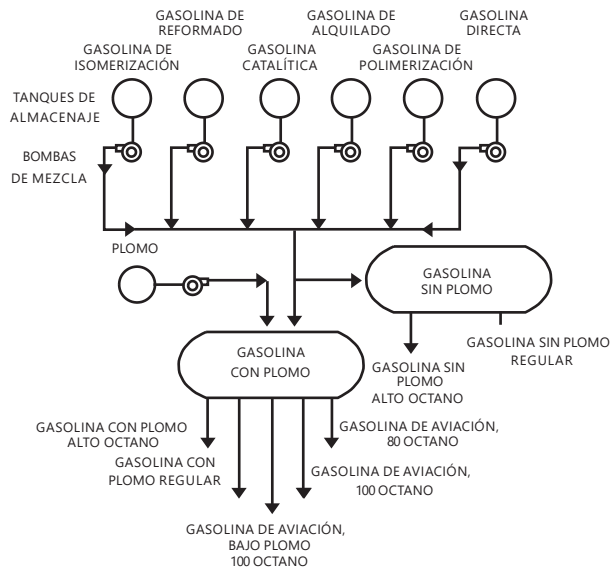 GASOLINA DE
REFORMADO
GASOLINA DE
ALQUILADO
GASOLINA
DIRECTA
GASOLINA DE
ISOMERIZACIÓN
GASOLINA
CATALÍTICA
GASOLINA DE
POLIMERIZACIÓN
TANQUES DE
ALMACENAJE
BOMBAS
DE MEZCLA
PLOMO
GASOLINA
SIN PLOMO
GASOLINA
CON PLOMO
GASOLINA SIN
PLOMO
ALTO OCTANO
GASOLINA SIN PLOMO
REGULAR
GASOLINA CON PLOMO
ALTO OCTANO
GASOLINA CON
PLOMO REGULAR
GASOLINA DE AVIACIÓN,
BAJO PLOMO
100 OCTANO
GASOLINA DE AVIACIÓN,
100 OCTANO
GASOLINA DE AVIACIÓN,
80 OCTANO